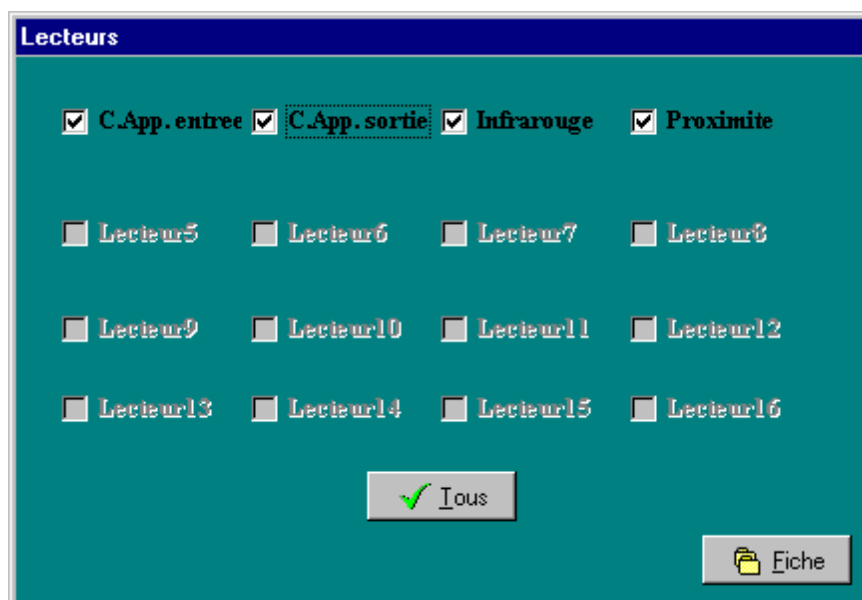 Lecteurs
C.App. entree C.App. sortie Infrarouge Proximite
Lecteur5 Lecteur6 Lecteur7 Lecteur8
Lecteur9 Lecteur10 Lecteur11 Lecteur12
Lecteur13 Lecteur14 Lecteur15 Lecteur16
Tous
Fiche